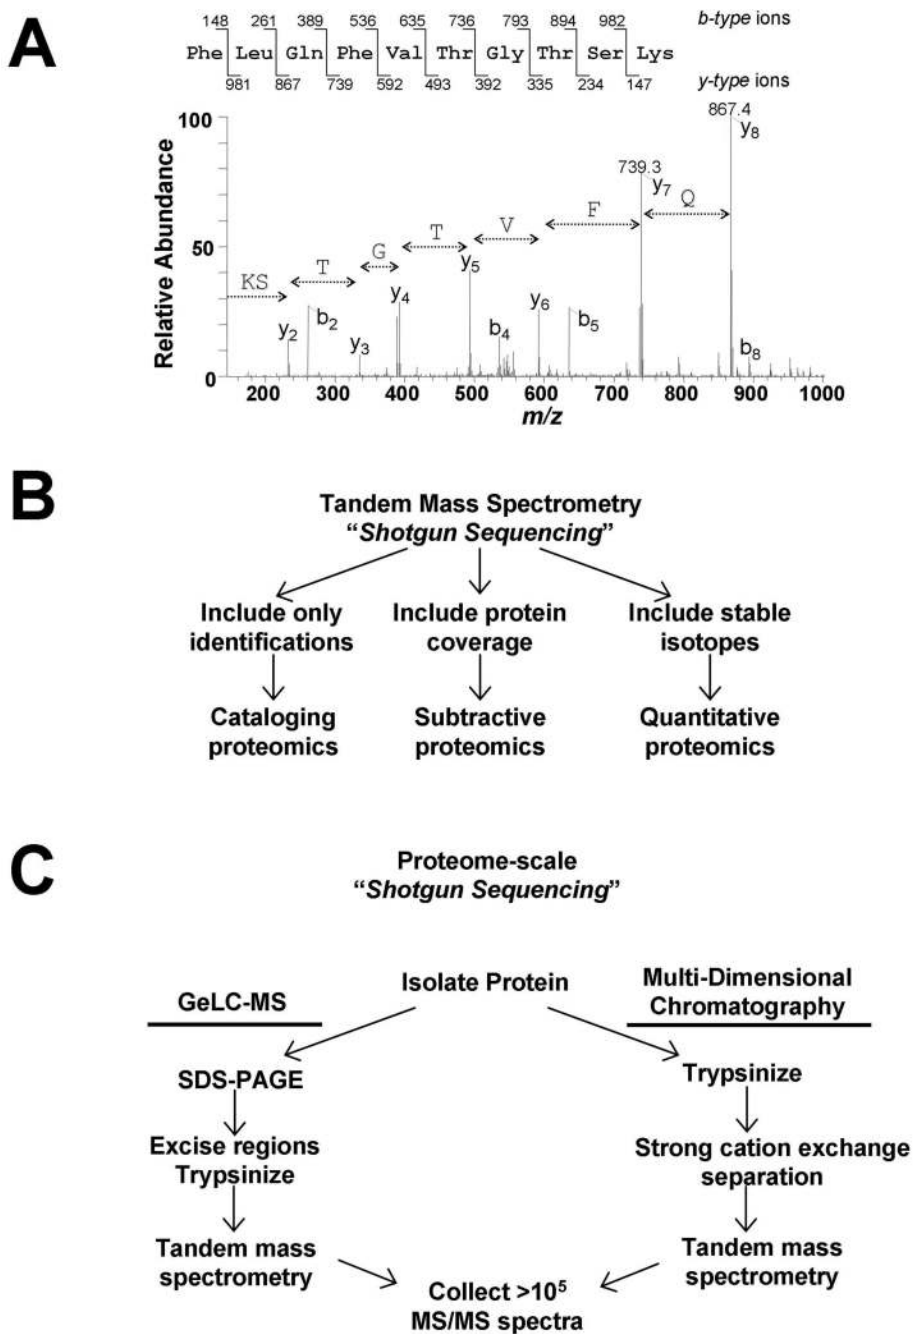 A
148 261 389 536 635 736 793 894 982 b-type ions
Phe Leu Gln Phe Val Thr Gly Thr Ser Lys
981 867 739 592 493 392 335 234 147 y-type ions
Relative Abundance
100
50
0
867.4
y8
739.3
y7
Q
F
V
T
G
T
KS
y5
y4
y6
b5
b2
y2
y3
b4
b8
200 300 400 500 600 700 800 900 1000
m/z
B
Tandem Mass Spectrometry
“Shotgun Sequencing”
Include only
identifications
Include protein
coverage
Include stable
isotopes
Cataloging
proteomics
Subtractive
proteomics
Quantitative
proteomics
C
Proteome-scale
“Shotgun Sequencing”
Isolate Protein
GeLC-MS
Multi-Dimensional
Chromatography
SDS-PAGE
Excise regions
Trypsinize
Tandem mass
spectrometry
Trypsinize
Strong cation exchange
separation
Tandem mass
spectrometry
Collect >10⁵
MS/MS spectra